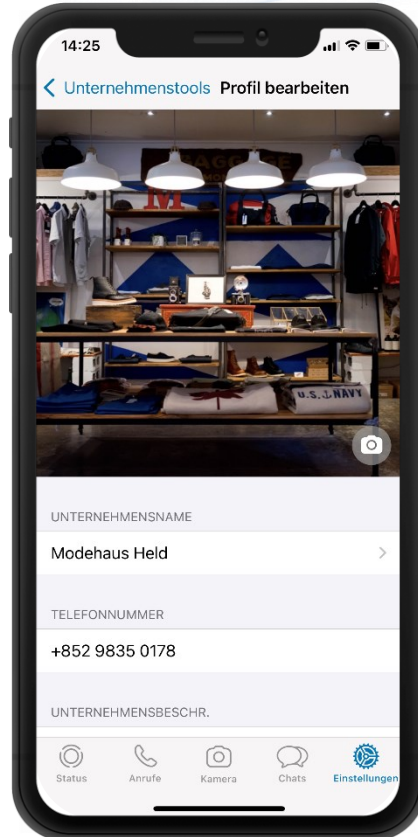 14:25
Unternehmenstools Profil bearbeiten
BAGGAGE
M
U.S. NAVY
UNTERNEHMENSNAME
Modehaus Held
TELEFONNUMMER
+852 9835 0178
UNTERNEHMENSBESCHR.
Status Anrufe Kamera Chats Einstellungen